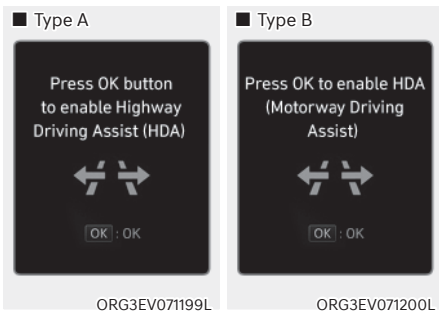 ■ Type A
Press OK button
to enable Highway
Driving Assist (HDA)
OK : OK
ORG3EV071199L
■ Type B
Press OK to enable HDA
(Motorway Driving
Assist)
OK : OK
ORG3EV071200L